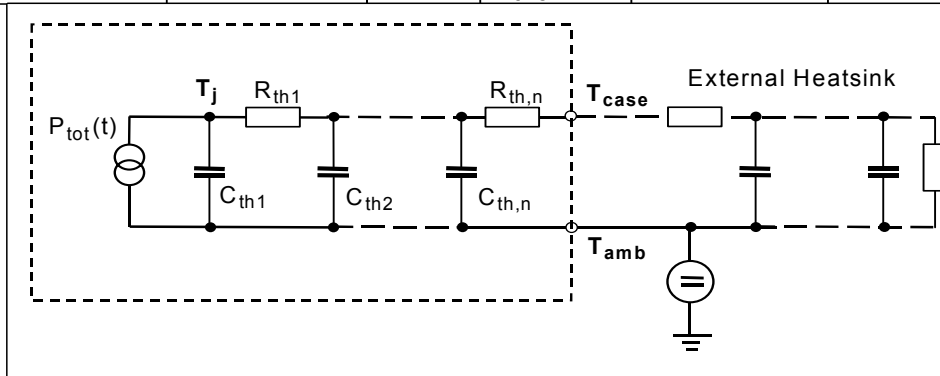 External Heatsink
T_j
R_th1
R_th,n
T_case
P_tot(t)
C_th1
C_th2
C_th,n
T_amb